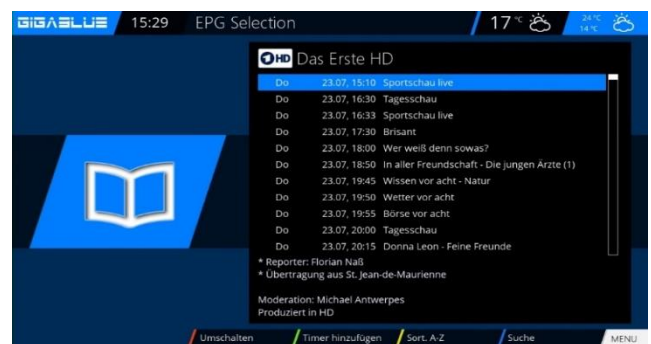 GIGABLUE 15:29 EPG Selection 17 °C 24 °C
14 °C
HD Das Erste HD
Do 23.07, 15:10 Sportschau live
Do 23.07, 16:30 Tagesschau
Do 23.07, 16:33 Sportschau live
Do 23.07, 17:30 Brisant
Do 23.07, 18:00 Wer weiß denn sowas?
Do 23.07, 18:50 In aller Freundschaft - Die jungen Ärzte (1)
Do 23.07, 19:45 Wissen vor acht - Natur
Do 23.07, 19:50 Wetter vor acht
Do 23.07, 19:55 Börse vor acht
Do 23.07, 20:00 Tagesschau
Do 23.07, 20:15 Donna Leon - Feine Freunde
* Reporter: Florian Naß
* Übertragung aus St. Jean-de-Maurienne
Moderation: Michael Antwerpes
Produziert in HD
Umschalten Timer hinzufügen Sort. A-Z Suche MENU